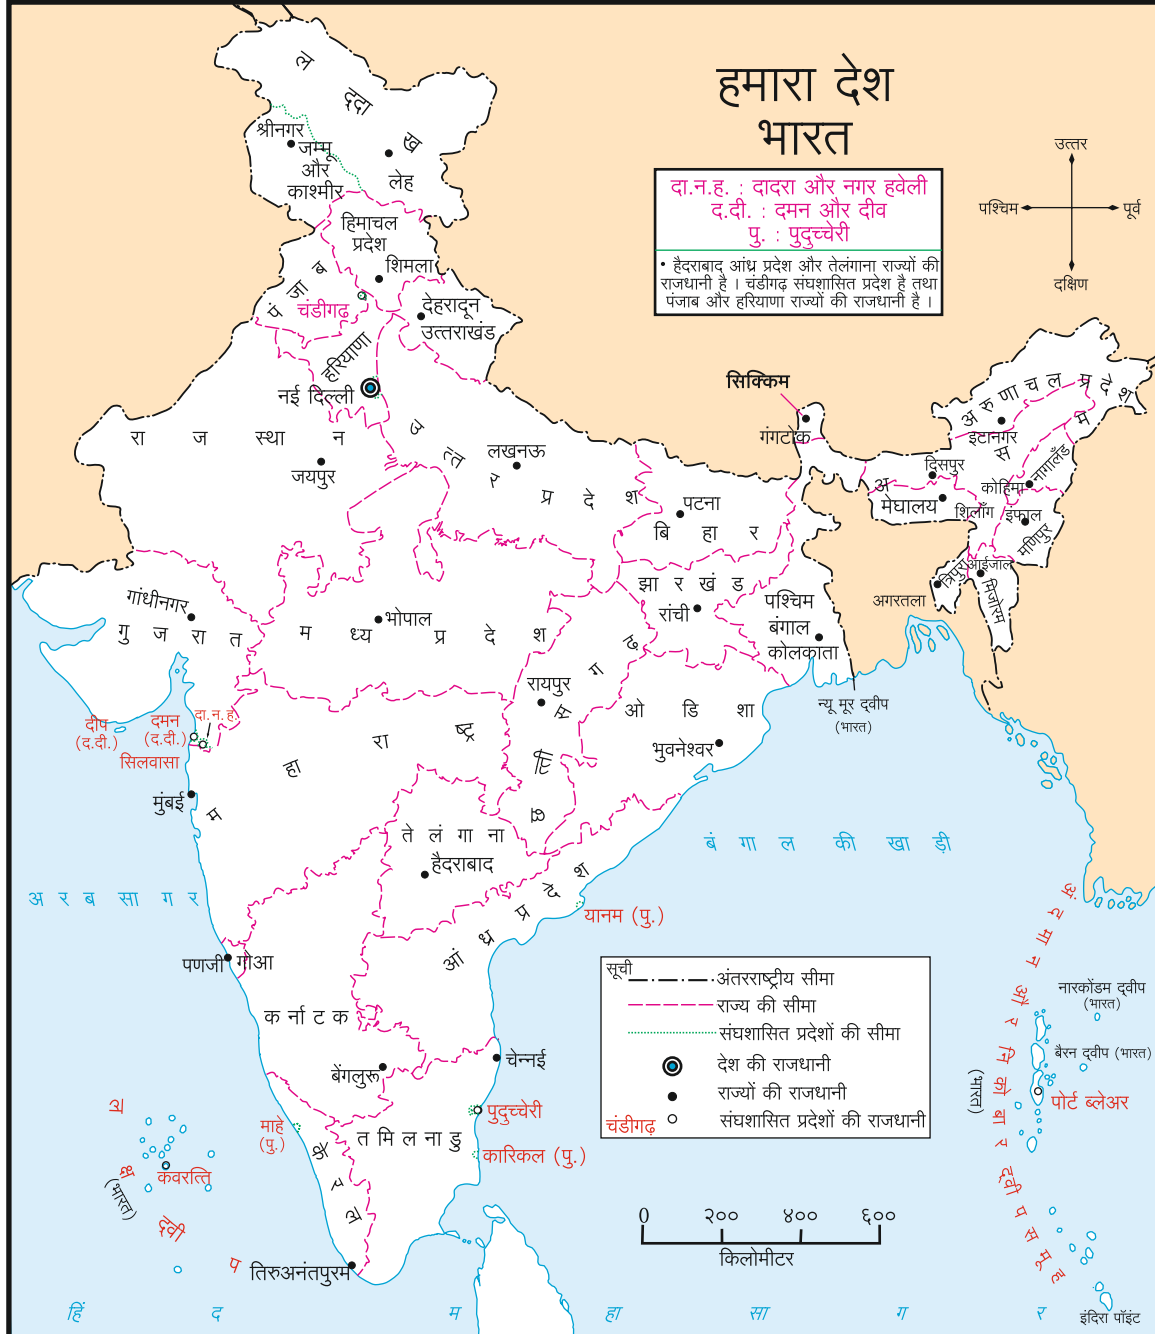 हमारा देश
भारत
दा.न.ह. : दादरा और नगर हवेली
द.दी. : दमन और दीव
पु. : पुदुच्चेरी
• हैदराबाद आंध्र प्रदेश और तेलंगाना राज्यों की
राजधानी है । चंडीगढ़ संघशासित प्रदेश है तथा
पंजाब और हरियाणा राज्यों की राजधानी है ।
उत्तर
पश्चिम
पूर्व
दक्षिण
लद्दाख
श्रीनगर
जम्मू
और
काश्मीर
लेह
हिमाचल
प्रदेश
शिमला
पंजाब
चंडीगढ़
देहरादून
उत्तराखंड
हरियाणा
नई दिल्ली
राजस्थान
जयपुर
उत्तर प्रदेश
लखनऊ
सिक्किम
गंगटोक
अरुणाचल प्रदेश
इटानगर
असम
दिसपुर
नागालैंड
कोहिमा
मेघालय
शिलाँग
इंफाल
मणिपुर
त्रिपुरा
आईजाल
मिज़ोरम
अगरतला
पटना
बिहार
झारखंड
रांची
पश्चिम
बंगाल
कोलकाता
गांधीनगर
गुजरात
भोपाल
मध्य प्रदेश
रायपुर
छत्तीसगढ़
ओडिशा
भुवनेश्वर
न्यू मूर द्वीप
(भारत)
दीप
(द.दी.)
दमन
(द.दी.)
दा.न.ह.
सिलवासा
मुंबई
महाराष्ट्र
तेलंगाना
हैदराबाद
आंध्र प्रदेश
यानम (पु.)
बंगाल की खाड़ी
अरब सागर
पणजी
गोआ
कर्नाटक
बेंगलुरू
चेन्नई
पुदुच्चेरी
माहे
(पु.)
तमिलनाडु
कारिकल (पु.)
केरल
तिरुअनंतपुरम
लक्षद्वीप
(भारत)
कवरत्ति
सूची
अंतरराष्ट्रीय सीमा
राज्य की सीमा
संघशासित प्रदेशों की सीमा
देश की राजधानी
राज्यों की राजधानी
चंडीगढ़
संघशासित प्रदेशों की राजधानी
अंदमान और निकोबार द्वीपसमूह
(भारत)
नारकोंडम द्वीप
(भारत)
बैरन द्वीप (भारत)
पोर्ट ब्लेअर
इंदिरा पॉइंट
0 २०० ४०० ६००
किलोमीटर
हिंद महासागर